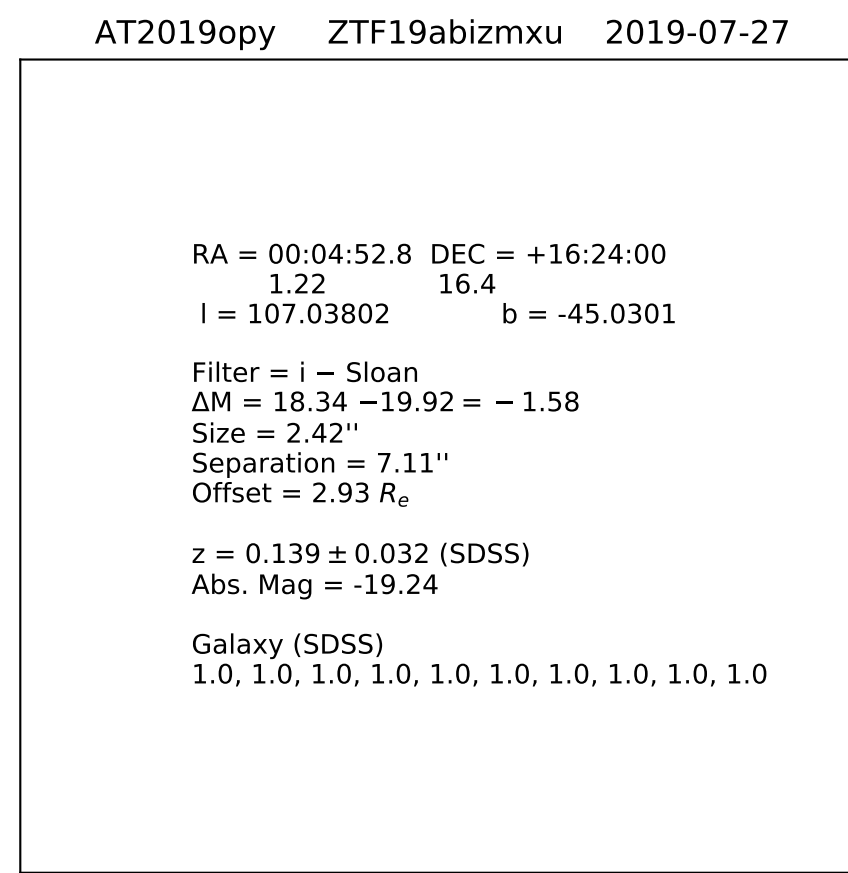 AT2019opy ZTF19abizmxu 2019-07-27
RA = 00:04:52.8 DEC = +16:24:00
1.22 16.4
l = 107.03802 b = -45.0301
Filter = i − Sloan
ΔM = 18.34 −19.92 = − 1.58
Size = 2.42''
Separation = 7.11''
Offset = 2.93 Re
z = 0.139 ± 0.032 (SDSS)
Abs. Mag = -19.24
Galaxy (SDSS)
1.0, 1.0, 1.0, 1.0, 1.0, 1.0, 1.0, 1.0, 1.0, 1.0